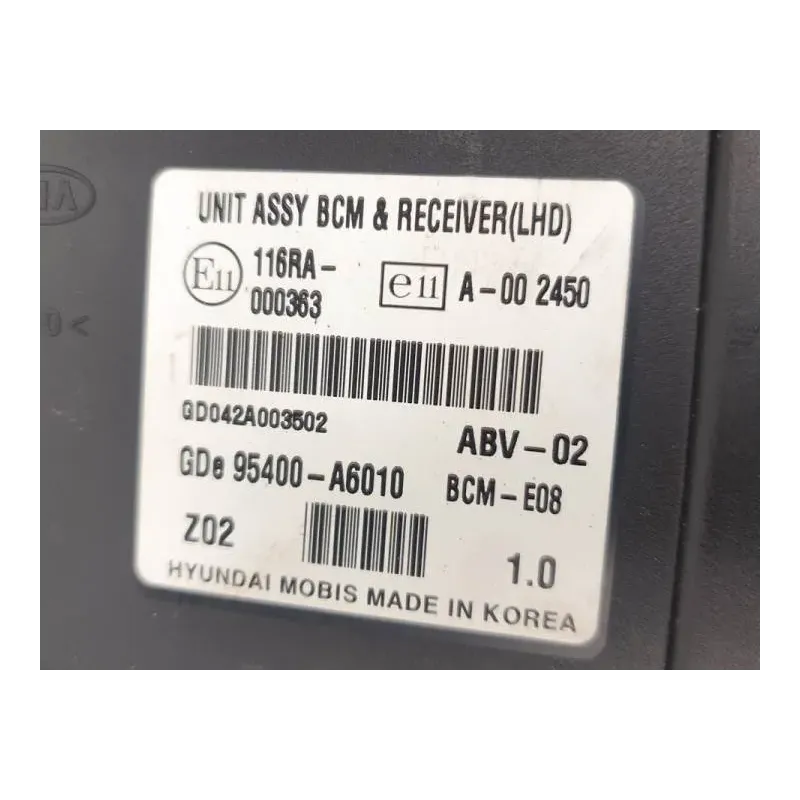 UNIT ASSY BCM & RECEIVER(LHD)
E11 116RA-000363 e11 A-00 2450
GD042A003502
ABV-02
GDe 95400-A6010 BCM-E08
Z02 1.0
HYUNDAI MOBIS MADE IN KOREA